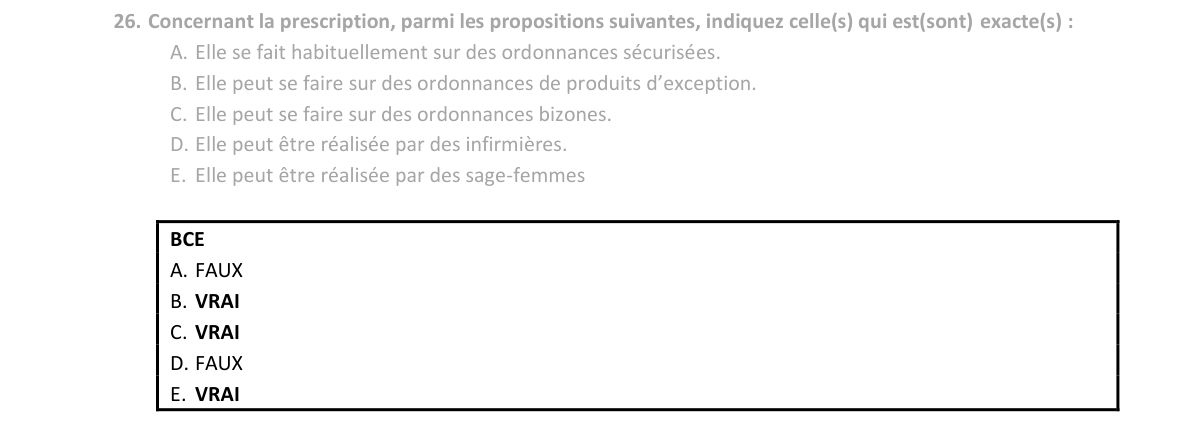 26. Concernant la prescription, parmi les propositions suivantes, indiquez celle(s) qui est(sont) exacte(s) :
A. Elle se fait habituellement sur des ordonnances sécurisées.
B. Elle peut se faire sur des ordonnances de produits d’exception.
C. Elle peut se faire sur des ordonnances bizones.
D. Elle peut être réalisée par des infirmières.
E. Elle peut être réalisée par des sage-femmes
BCE
A. FAUX
B. VRAI
C. VRAI
D. FAUX
E. VRAI